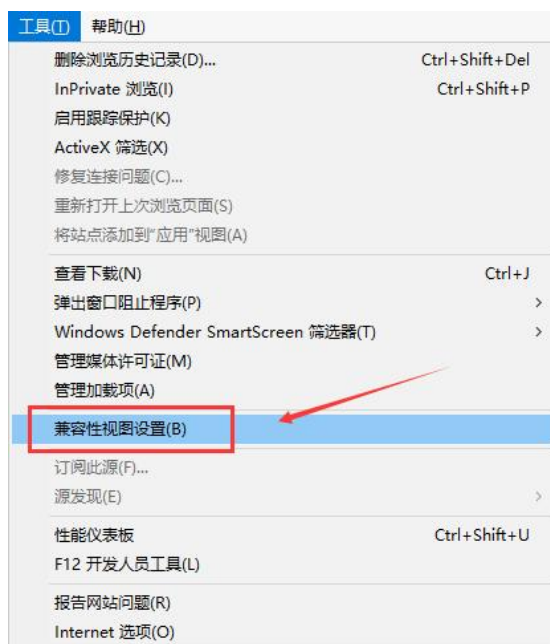 工具(T) 帮助(H)
删除浏览历史记录(D)... Ctrl+Shift+Del
InPrivate 浏览(I) Ctrl+Shift+P
启用跟踪保护(K)
ActiveX 筛选(X)
修复连接问题(C)...
重新打开上次浏览页面(S)
将站点添加到“应用”视图(A)
查看下载(N) Ctrl+J
弹出窗口阻止程序(P)
Windows Defender SmartScreen 筛选器(T)
管理媒体许可证(M)
管理加载项(A)
兼容性视图设置(B)
订阅此源(F)...
源发现(E)
性能仪表板 Ctrl+Shift+U
F12 开发人员工具(L)
报告网站问题(R)
Internet 选项(O)